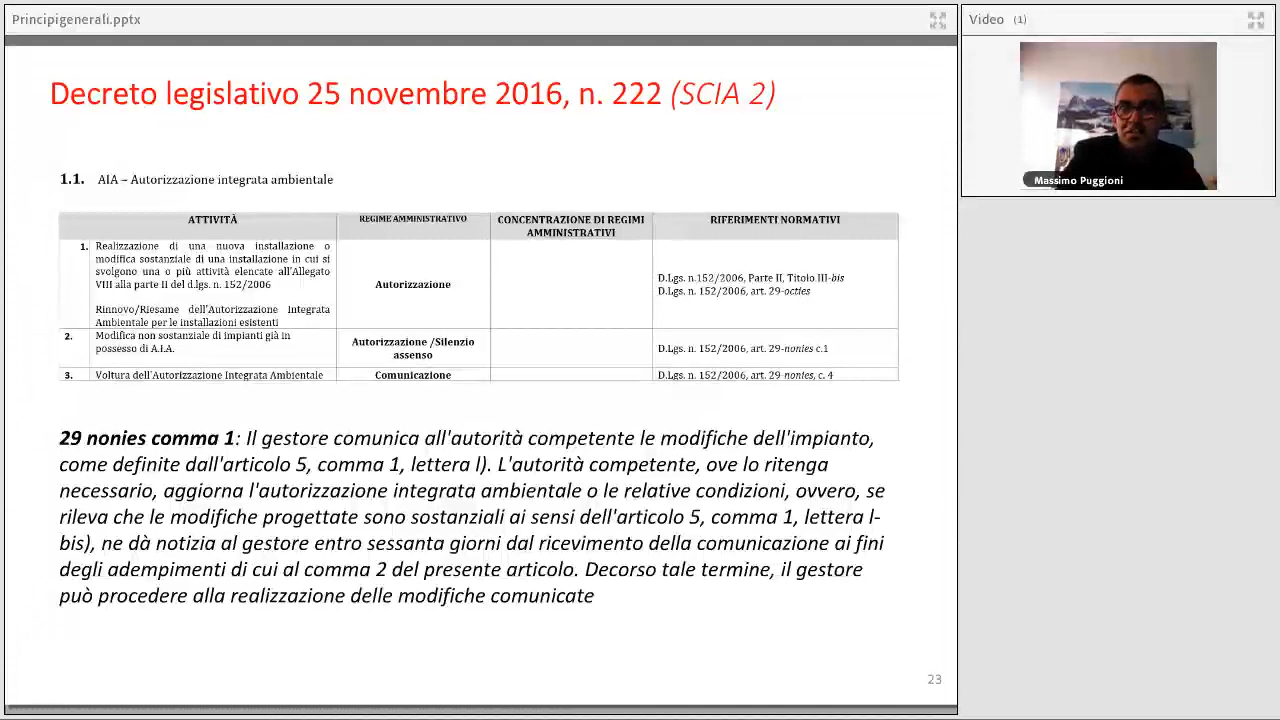 Principigenerali.pptx
Video (1)
Massimo Puggioni
Decreto legislativo 25 novembre 2016, n. 222 (SCIA 2)
1.1. AIA – Autorizzazione integrata ambientale
ATTIVITÀ REGIME AMMINISTRATIVO CONCENTRAZIONE DI REGIMI AMMINISTRATIVI RIFERIMENTI NORMATIVI
1. Realizzazione di una nuova installazione o
modifica sostanziale di una installazione in cui si
svolgono una o più attività elencate all'Allegato
VIII alla parte II del d.lgs. n. 152/2006
Rinnovo/Riesame dell'Autorizzazione Integrata
Ambientale per le installazioni esistenti
Autorizzazione
D.Lgs. n.152/2006, Parte II, Titolo III-bis
D.Lgs. n. 152/2006, art. 29-octies
2. Modifica non sostanziale di impianti già in
possesso di A.I.A.
Autorizzazione /Silenzio
assenso
D.Lgs. n. 152/2006, art. 29-nonies c.1
3. Voltura dell'Autorizzazione Integrata Ambientale
Comunicazione
D.Lgs. n. 152/2006, art. 29-nonies, c. 4
29 nonies comma 1: Il gestore comunica all'autorità competente le modifiche dell'impianto,
come definite dall'articolo 5, comma 1, lettera l). L'autorità competente, ove lo ritenga
necessario, aggiorna l'autorizzazione integrata ambientale o le relative condizioni, ovvero, se
rileva che le modifiche progettate sono sostanziali ai sensi dell'articolo 5, comma 1, lettera l-
bis), ne dà notizia al gestore entro sessanta giorni dal ricevimento della comunicazione ai fini
degli adempimenti di cui al comma 2 del presente articolo. Decorso tale termine, il gestore
può procedere alla realizzazione delle modifiche comunicate
23